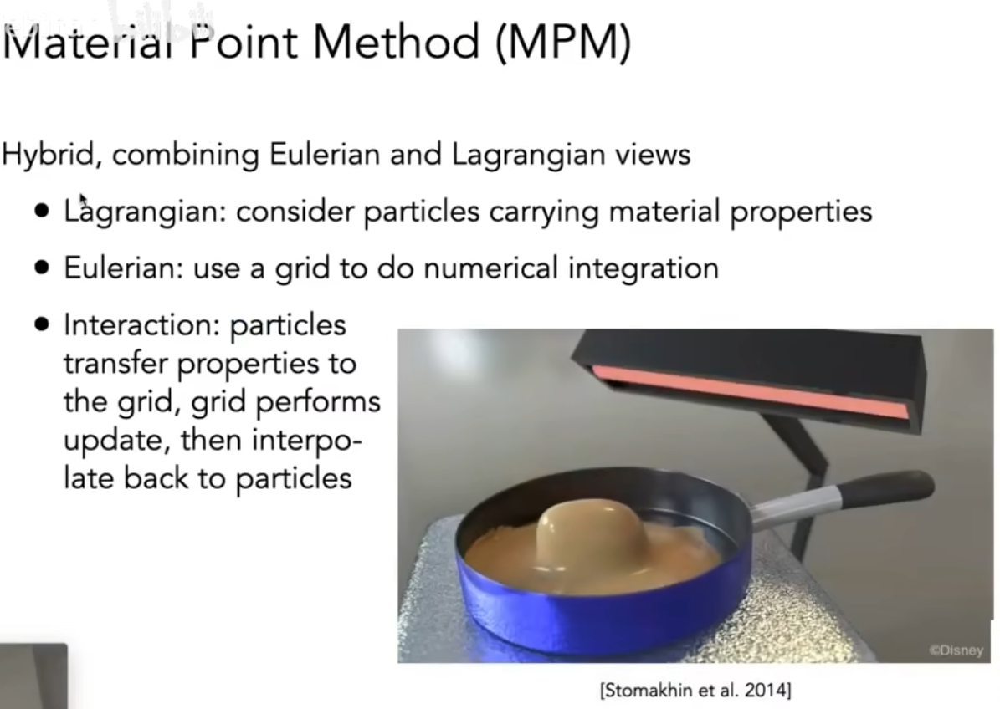 Material Point Method (MPM)
Hybrid, combining Eulerian and Lagrangian views
● Lagrangian: consider particles carrying material properties
● Eulerian: use a grid to do numerical integration
● Interaction: particles
transfer properties to
the grid, grid performs
update, then interpo-
late back to particles
©Disney
[Stomakhin et al. 2014]